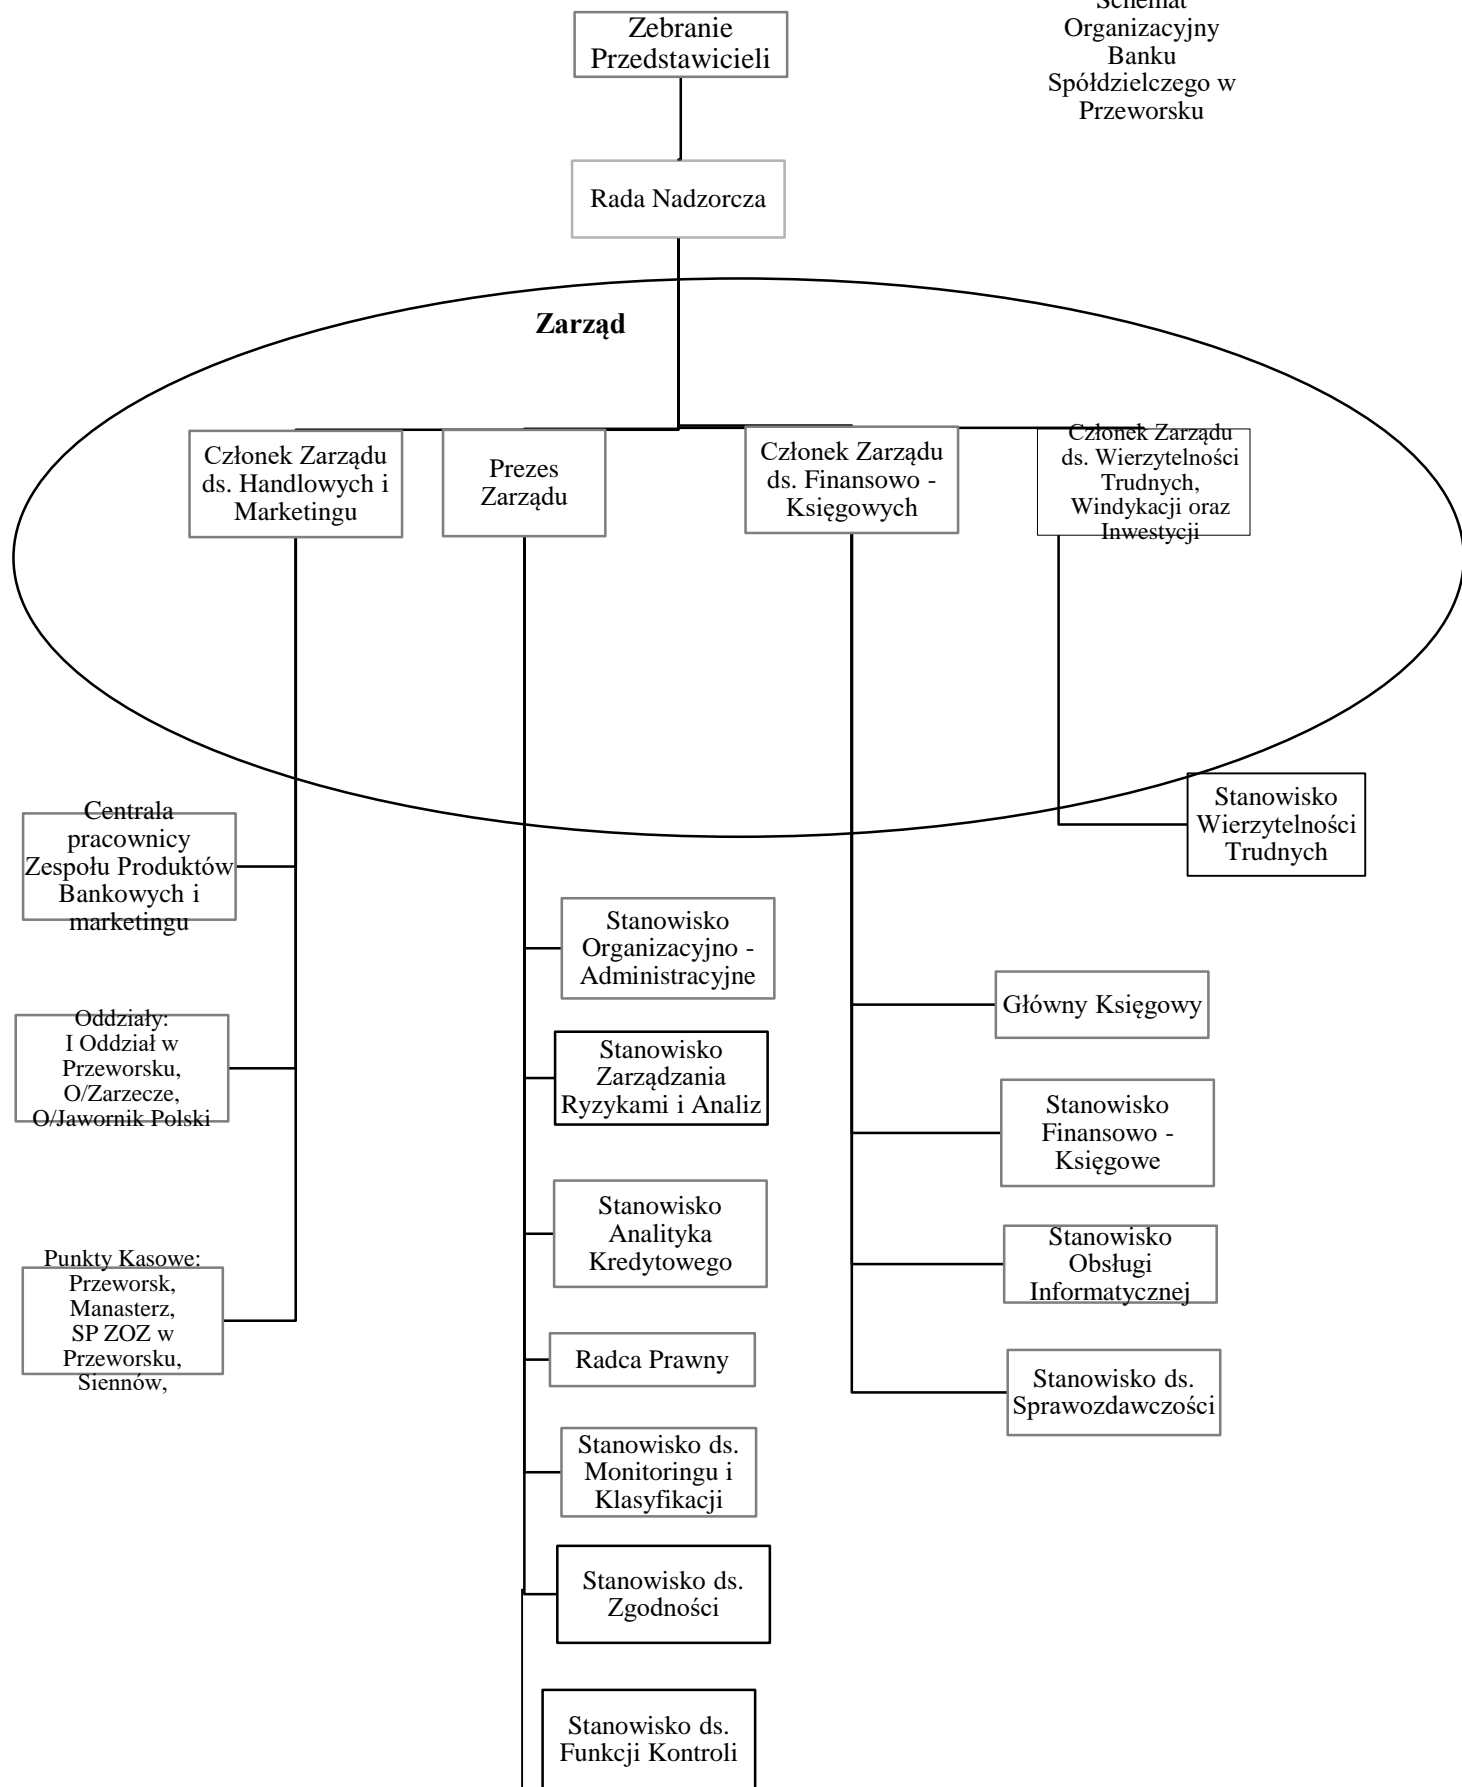 Zebranie
Przedstawicieli
Schemat
Organizacyjny
Banku
Spółdzielczego w
Przeworsku
Rada Nadzorcza
Zarząd
Członek Zarządu
ds. Handlowych i
Marketingu
Prezes
Zarządu
Członek Zarządu
ds. Finansowo -
Księgowych
Członek Zarządu
ds. Wierzytelności
Trudnych,
Windykacji oraz
Inwestycji
Centrala
pracownicy
Zespołu Produktów
Bankowych i
marketingu
Oddziały:
I Oddział w
Przeworsku,
O/Zarzecze,
O/Jawornik Polski
Punkty Kasowe:
Przeworsk,
Manasterz,
SP ZOZ w
Przeworsku,
Siennów,
Stanowisko
Organizacyjno -
Administracyjne
Stanowisko
Zarządzania
Ryzykami i Analiz
Stanowisko
Analityka
Kredytowego
Radca Prawny
Stanowisko ds.
Monitoringu i
Klasyfikacji
Stanowisko ds.
Zgodności
Stanowisko ds.
Funkcji Kontroli
Główny Księgowy
Stanowisko
Finansowo -
Księgowe
Stanowisko
Obsługi
Informatycznej
Stanowisko ds.
Sprawozdawczości
Stanowisko
Wierzytelności
Trudnych